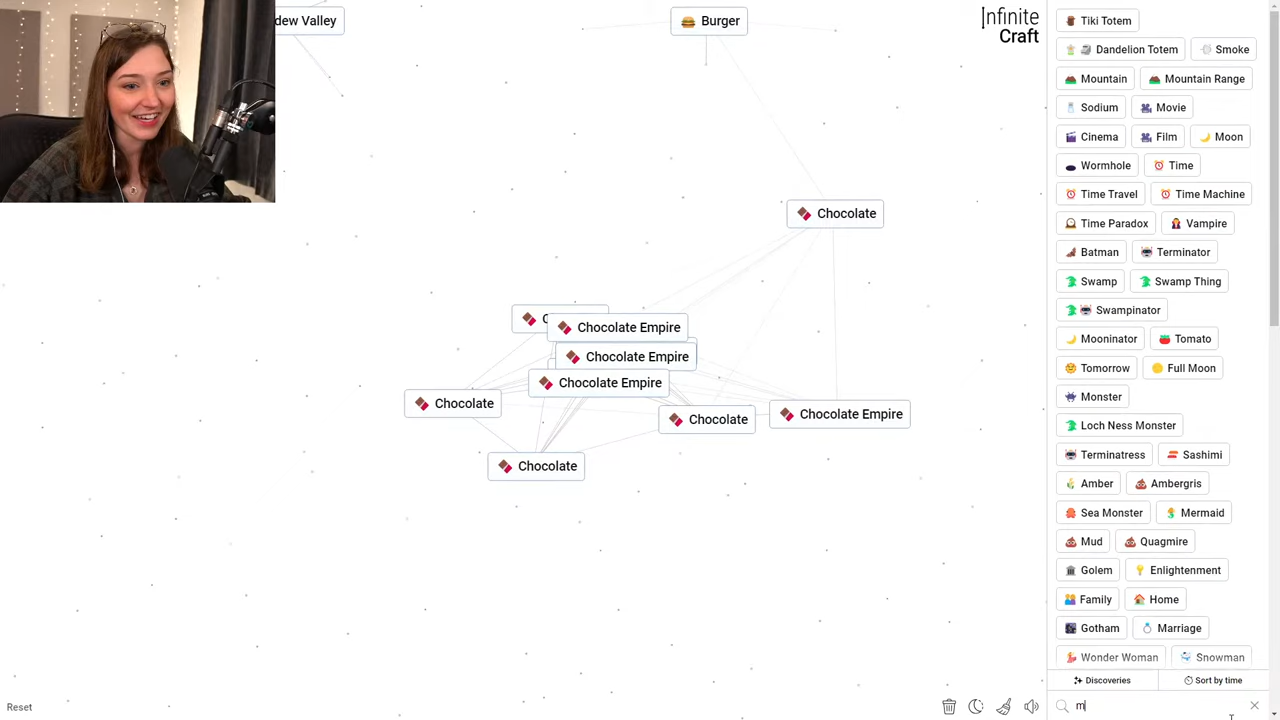 dew Valley
Burger
Infinite
Craft
Chocolate
C
Chocolate Empire
Chocolate Empire
Chocolate Empire
Chocolate
Chocolate
Chocolate Empire
Chocolate
Reset
Tiki Totem
Dandelion Totem Smoke
Mountain Mountain Range
Sodium Movie
Cinema Film Moon
Wormhole Time
Time Travel Time Machine
Time Paradox Vampire
Batman Terminator
Swamp Swamp Thing
Swampinator
Mooninator Tomato
Tomorrow Full Moon
Monster
Loch Ness Monster
Terminatress Sashimi
Amber Ambergris
Sea Monster Mermaid
Mud Quagmire
Golem Enlightenment
Family Home
Gotham Marriage
Wonder Woman Snowman
Discoveries Sort by time
m